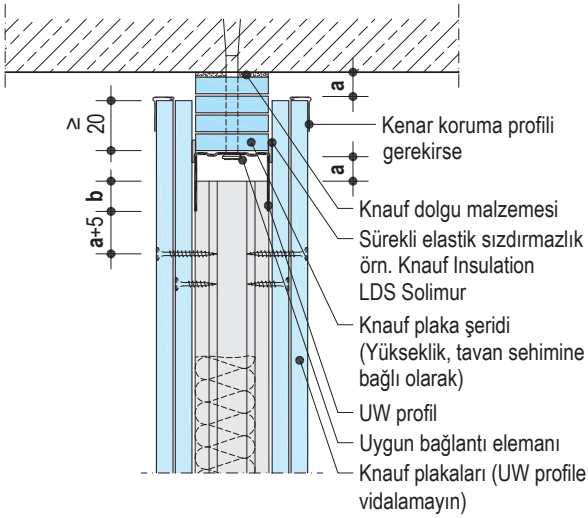 a
≥ 20
a
b
a+5
Kenar koruma profili
gerekirse
Knauf dolgu malzemesi
Sürekli elastik sızdırmazlık
örn. Knauf Insulation
LDS Solimur
Knauf plaka şeridi
(Yükseklik, tavan sehimine
bağlı olarak)
UW profil
Uygun bağlantı elemanı
Knauf plakaları (UW profile
vidalamayın)